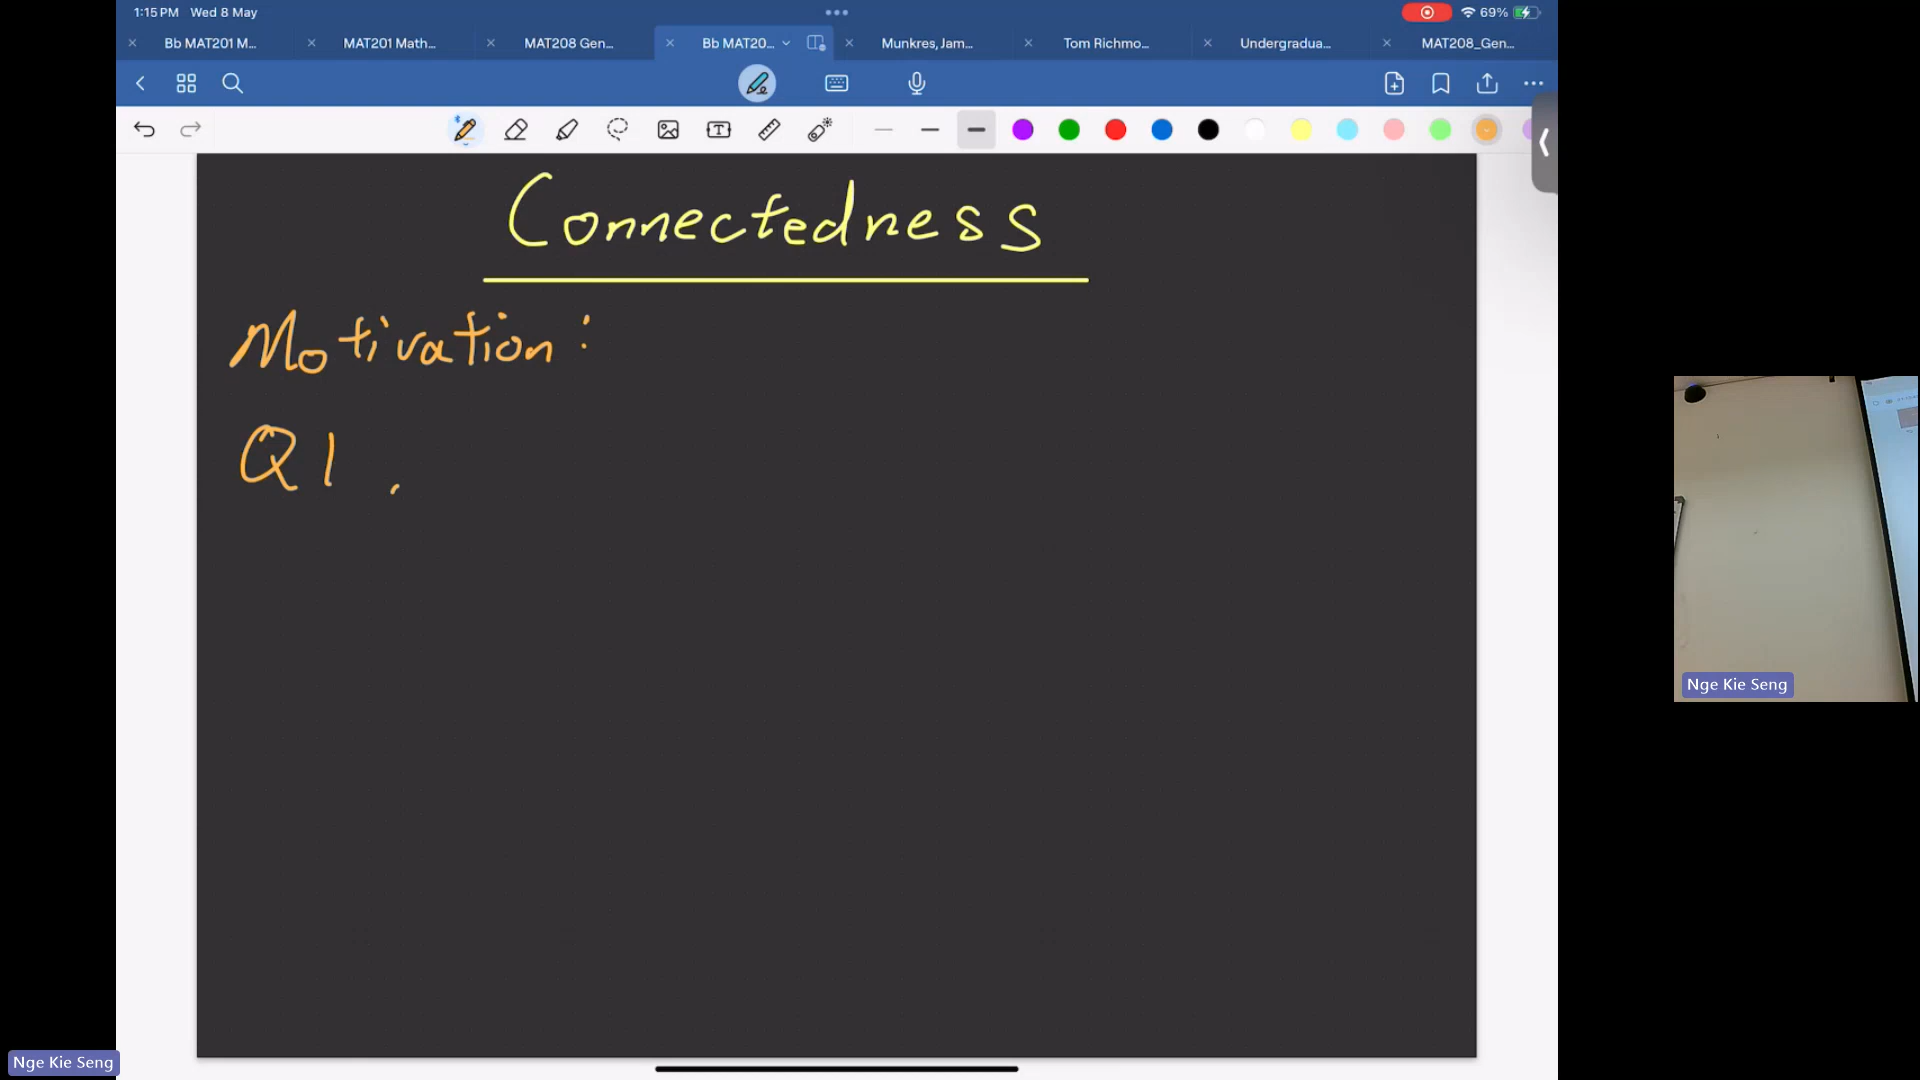 1:15 PM Wed 8 May
69%
Bb MAT201 M...
MAT201 Math...
MAT208 Gen...
Bb MAT20...
Munkres, Jam...
Tom Richmo...
Undergradua...
MAT208_Gen...
Connectedness
Motivation:
Q1.
Nge Kie Seng
Nge Kie Seng